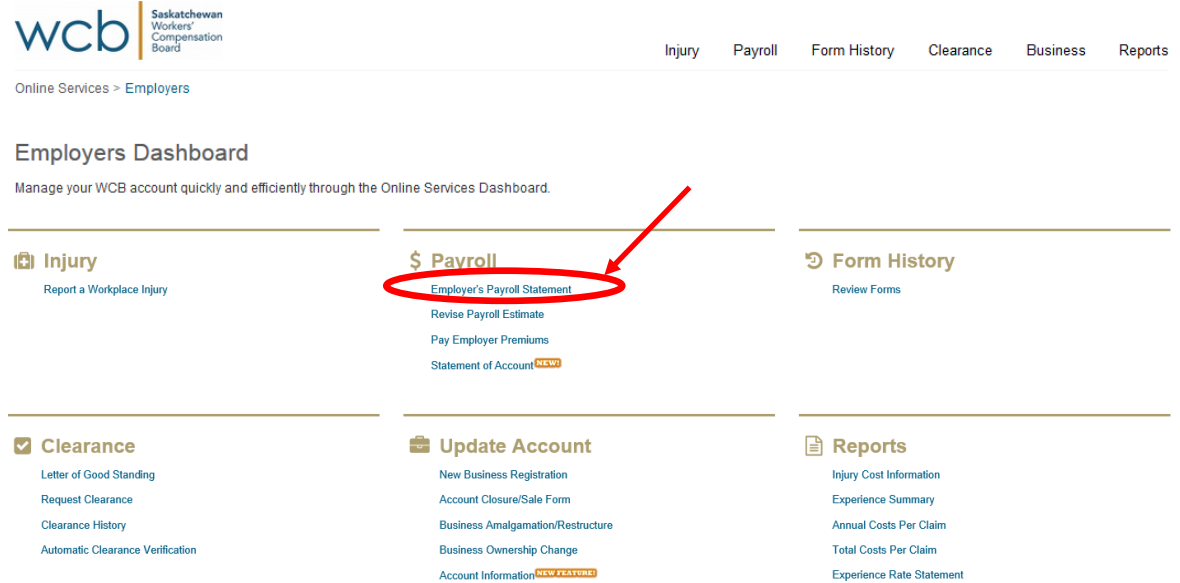 wcb
Saskatchewan
Workers'
Compensation
Board
Injury Payroll Form History Clearance Business Reports
Online Services > Employers
Employers Dashboard
Manage your WCB account quickly and efficiently through the Online Services Dashboard.
Injury
Report a Workplace Injury
$ Payroll
Employer's Payroll Statement
Revise Payroll Estimate
Pay Employer Premiums
Statement of Account NEW!
Form History
Review Forms
Clearance
Letter of Good Standing
Request Clearance
Clearance History
Automatic Clearance Verification
Update Account
New Business Registration
Account Closure/Sale Form
Business Amalgamation/Restructure
Business Ownership Change
Account Information NEW FEATURE!
Reports
Injury Cost Information
Experience Summary
Annual Costs Per Claim
Total Costs Per Claim
Experience Rate Statement